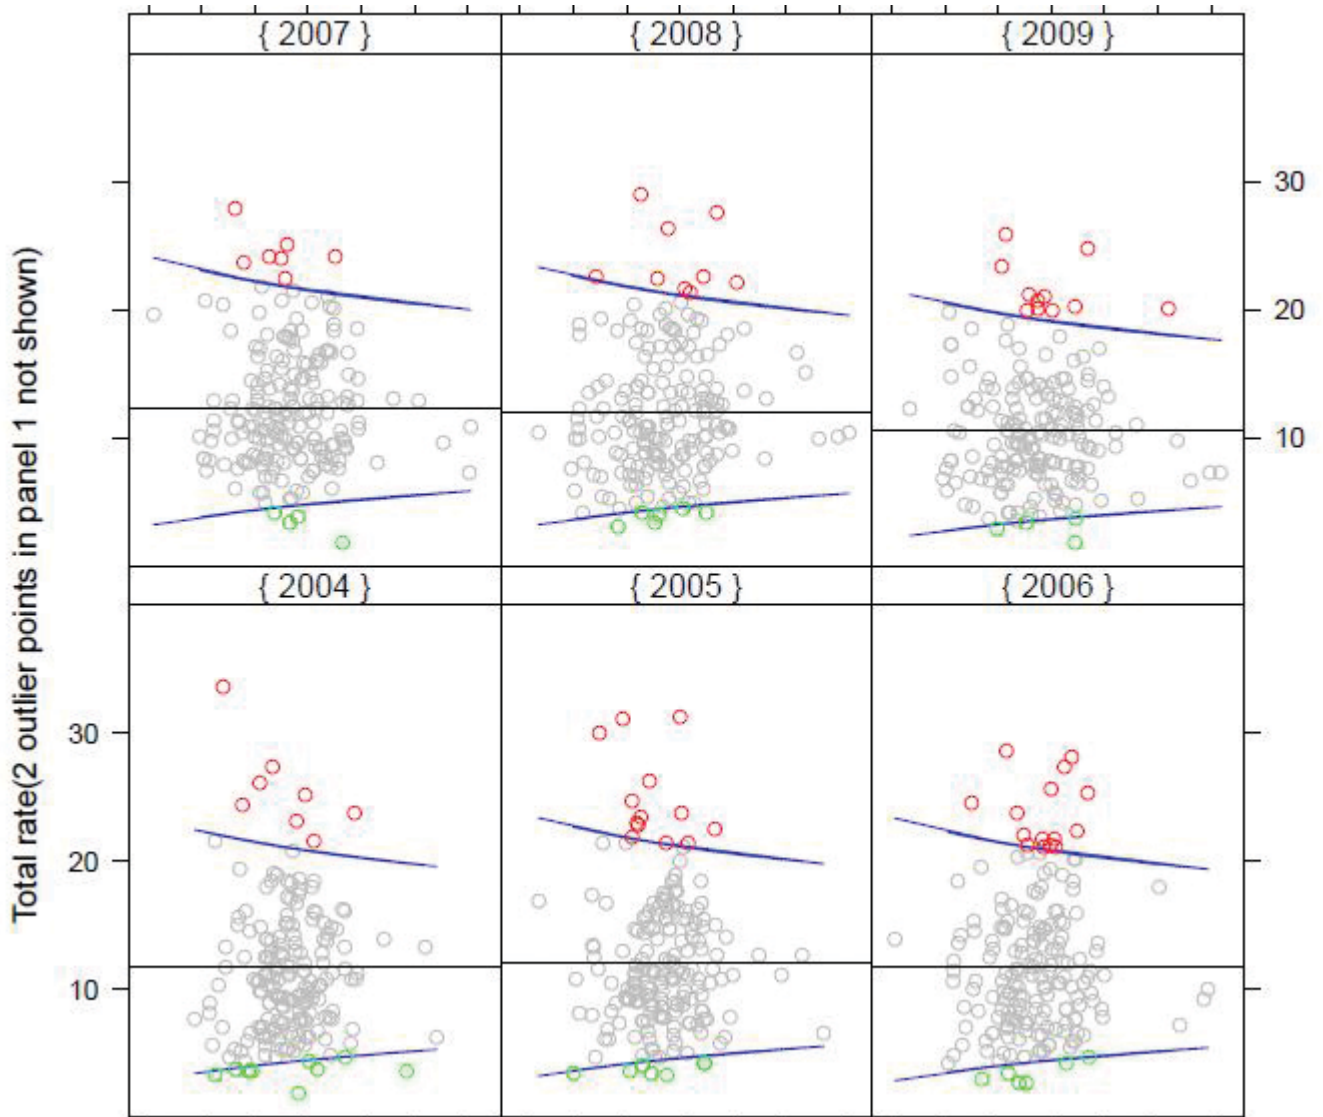 { 2007 }
{ 2008 }
{ 2009 }
30
20
10
{ 2004 }
{ 2005 }
{ 2006 }
30
20
10
Total rate(2 outlier points in panel 1 not shown)